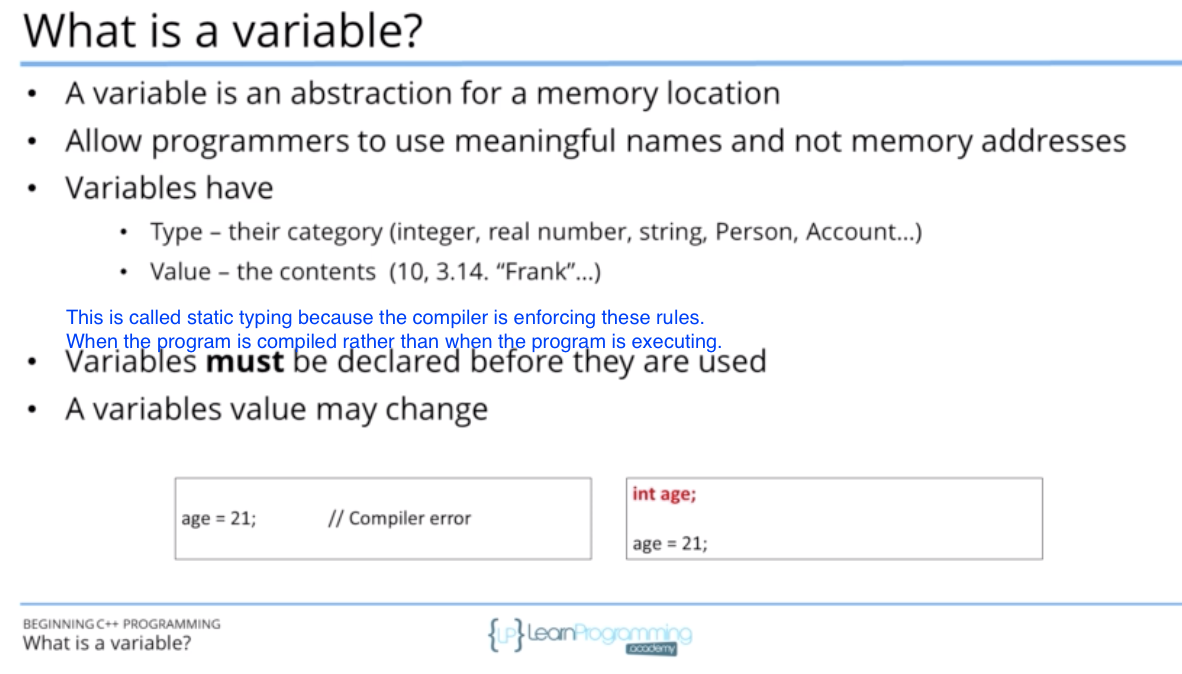 What is a variable?
• A variable is an abstraction for a memory location
• Allow programmers to use meaningful names and not memory addresses
• Variables have
• Type – their category (integer, real number, string, Person, Account...)
• Value – the contents (10, 3.14. “Frank”...)
This is called static typing because the compiler is enforcing these rules.
When the program is compiled rather than when the program is executing.
• Variables must be declared before they are used
• A variables value may change
age = 21; // Compiler error
int age;
age = 21;
BEGINNING C++ PROGRAMMING
What is a variable?
{LP} LearnProgramming
academy